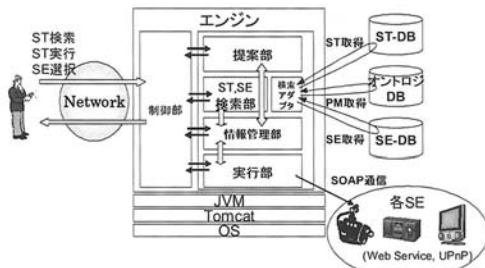 エンジン
ST検索
ST実行
SE選択
Network
制御部
提案部
ST,SE
検索部
検索
アダ
プタ
情報管理部
実行部
JVM
Tomcat
OS
ST取得
ST-DB
オントロジ
DB
PM取得
SE取得
SE-DB
SOAP通信
各SE
(Web Service, UPnP)